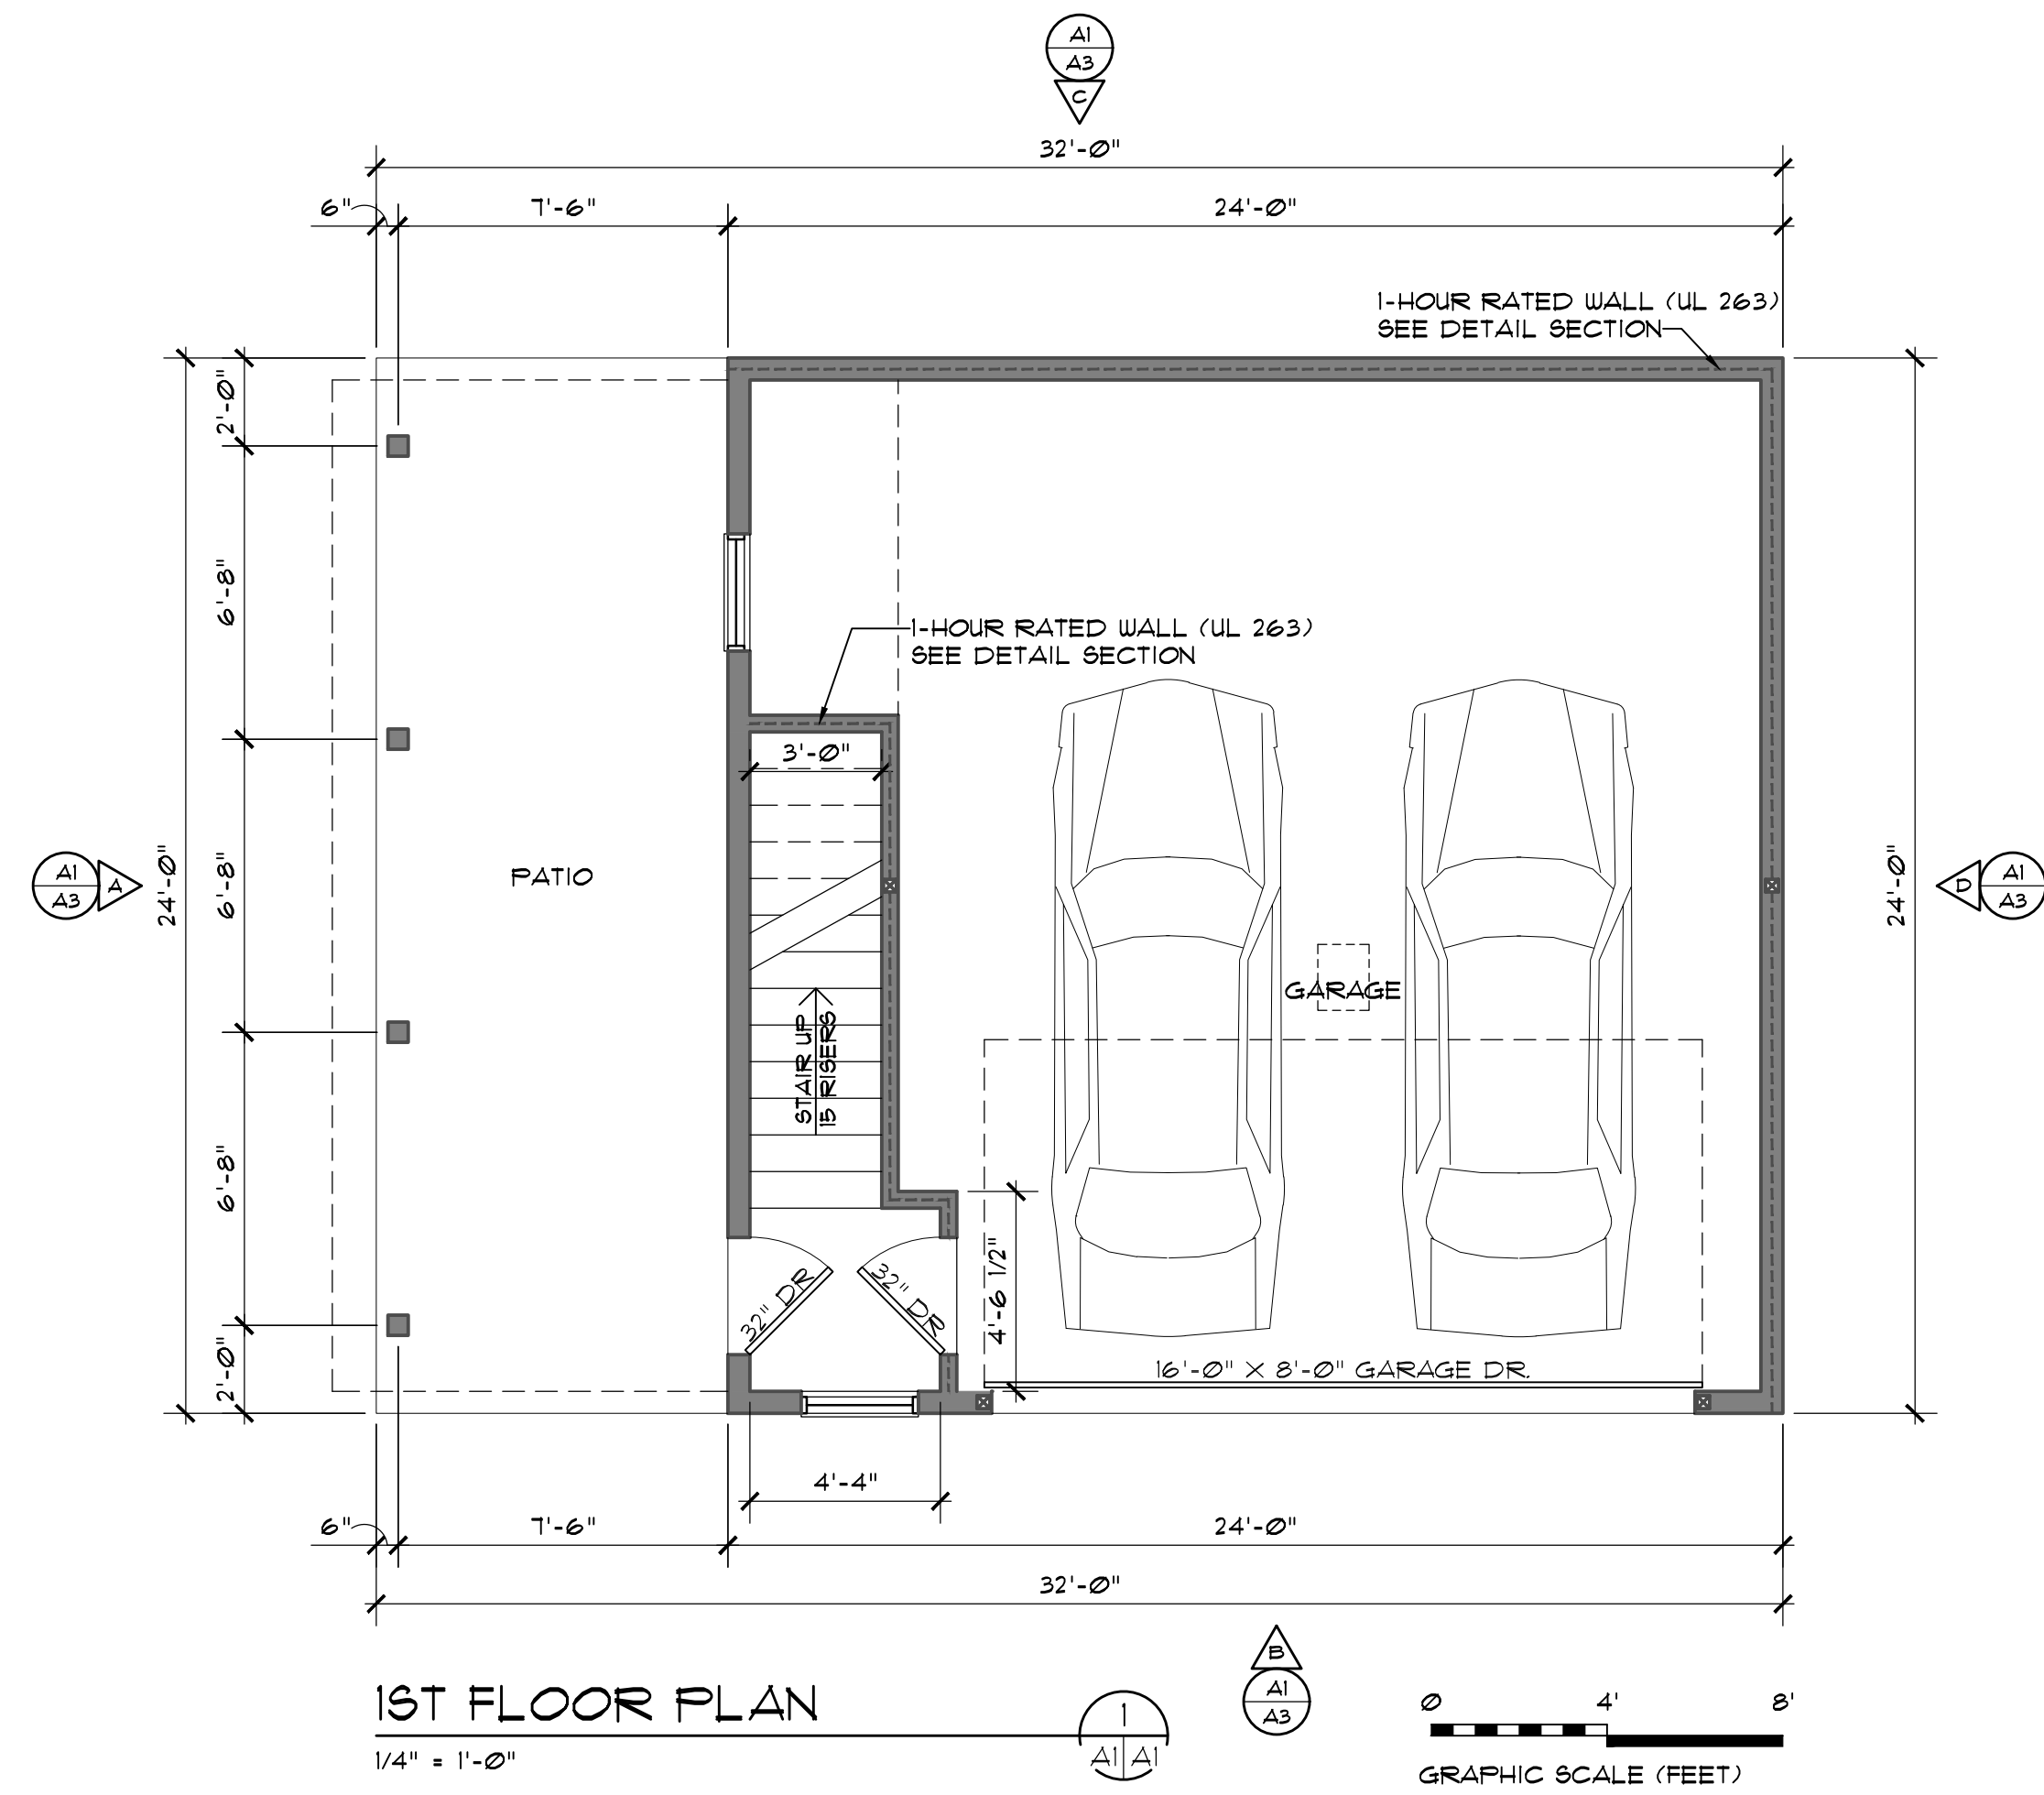 A1
A3
C
32'-0"
6"
7'-6"
24'-0"
1-HOUR RATED WALL (UL 263)
SEE DETAIL SECTION
2'-0"
6'-8"
1-HOUR RATED WALL (UL 263)
SEE DETAIL SECTION
3'-0"
A1
A3
A
24'-0"
6'-8"
PATIO
24'-0"
D
A1
A3
GARAGE
STAIR UP
15 RISERS
6'-8"
32" DR
32" DR
4'-6 1/2"
2'-0"
16'-0" X 8'-0" GARAGE DR.
4'-4"
6"
7'-6"
24'-0"
32'-0"
B
A1
A3
1ST FLOOR PLAN
1/4" = 1'-0"
1
A1 A1
0 4' 8'
GRAPHIC SCALE (FEET)